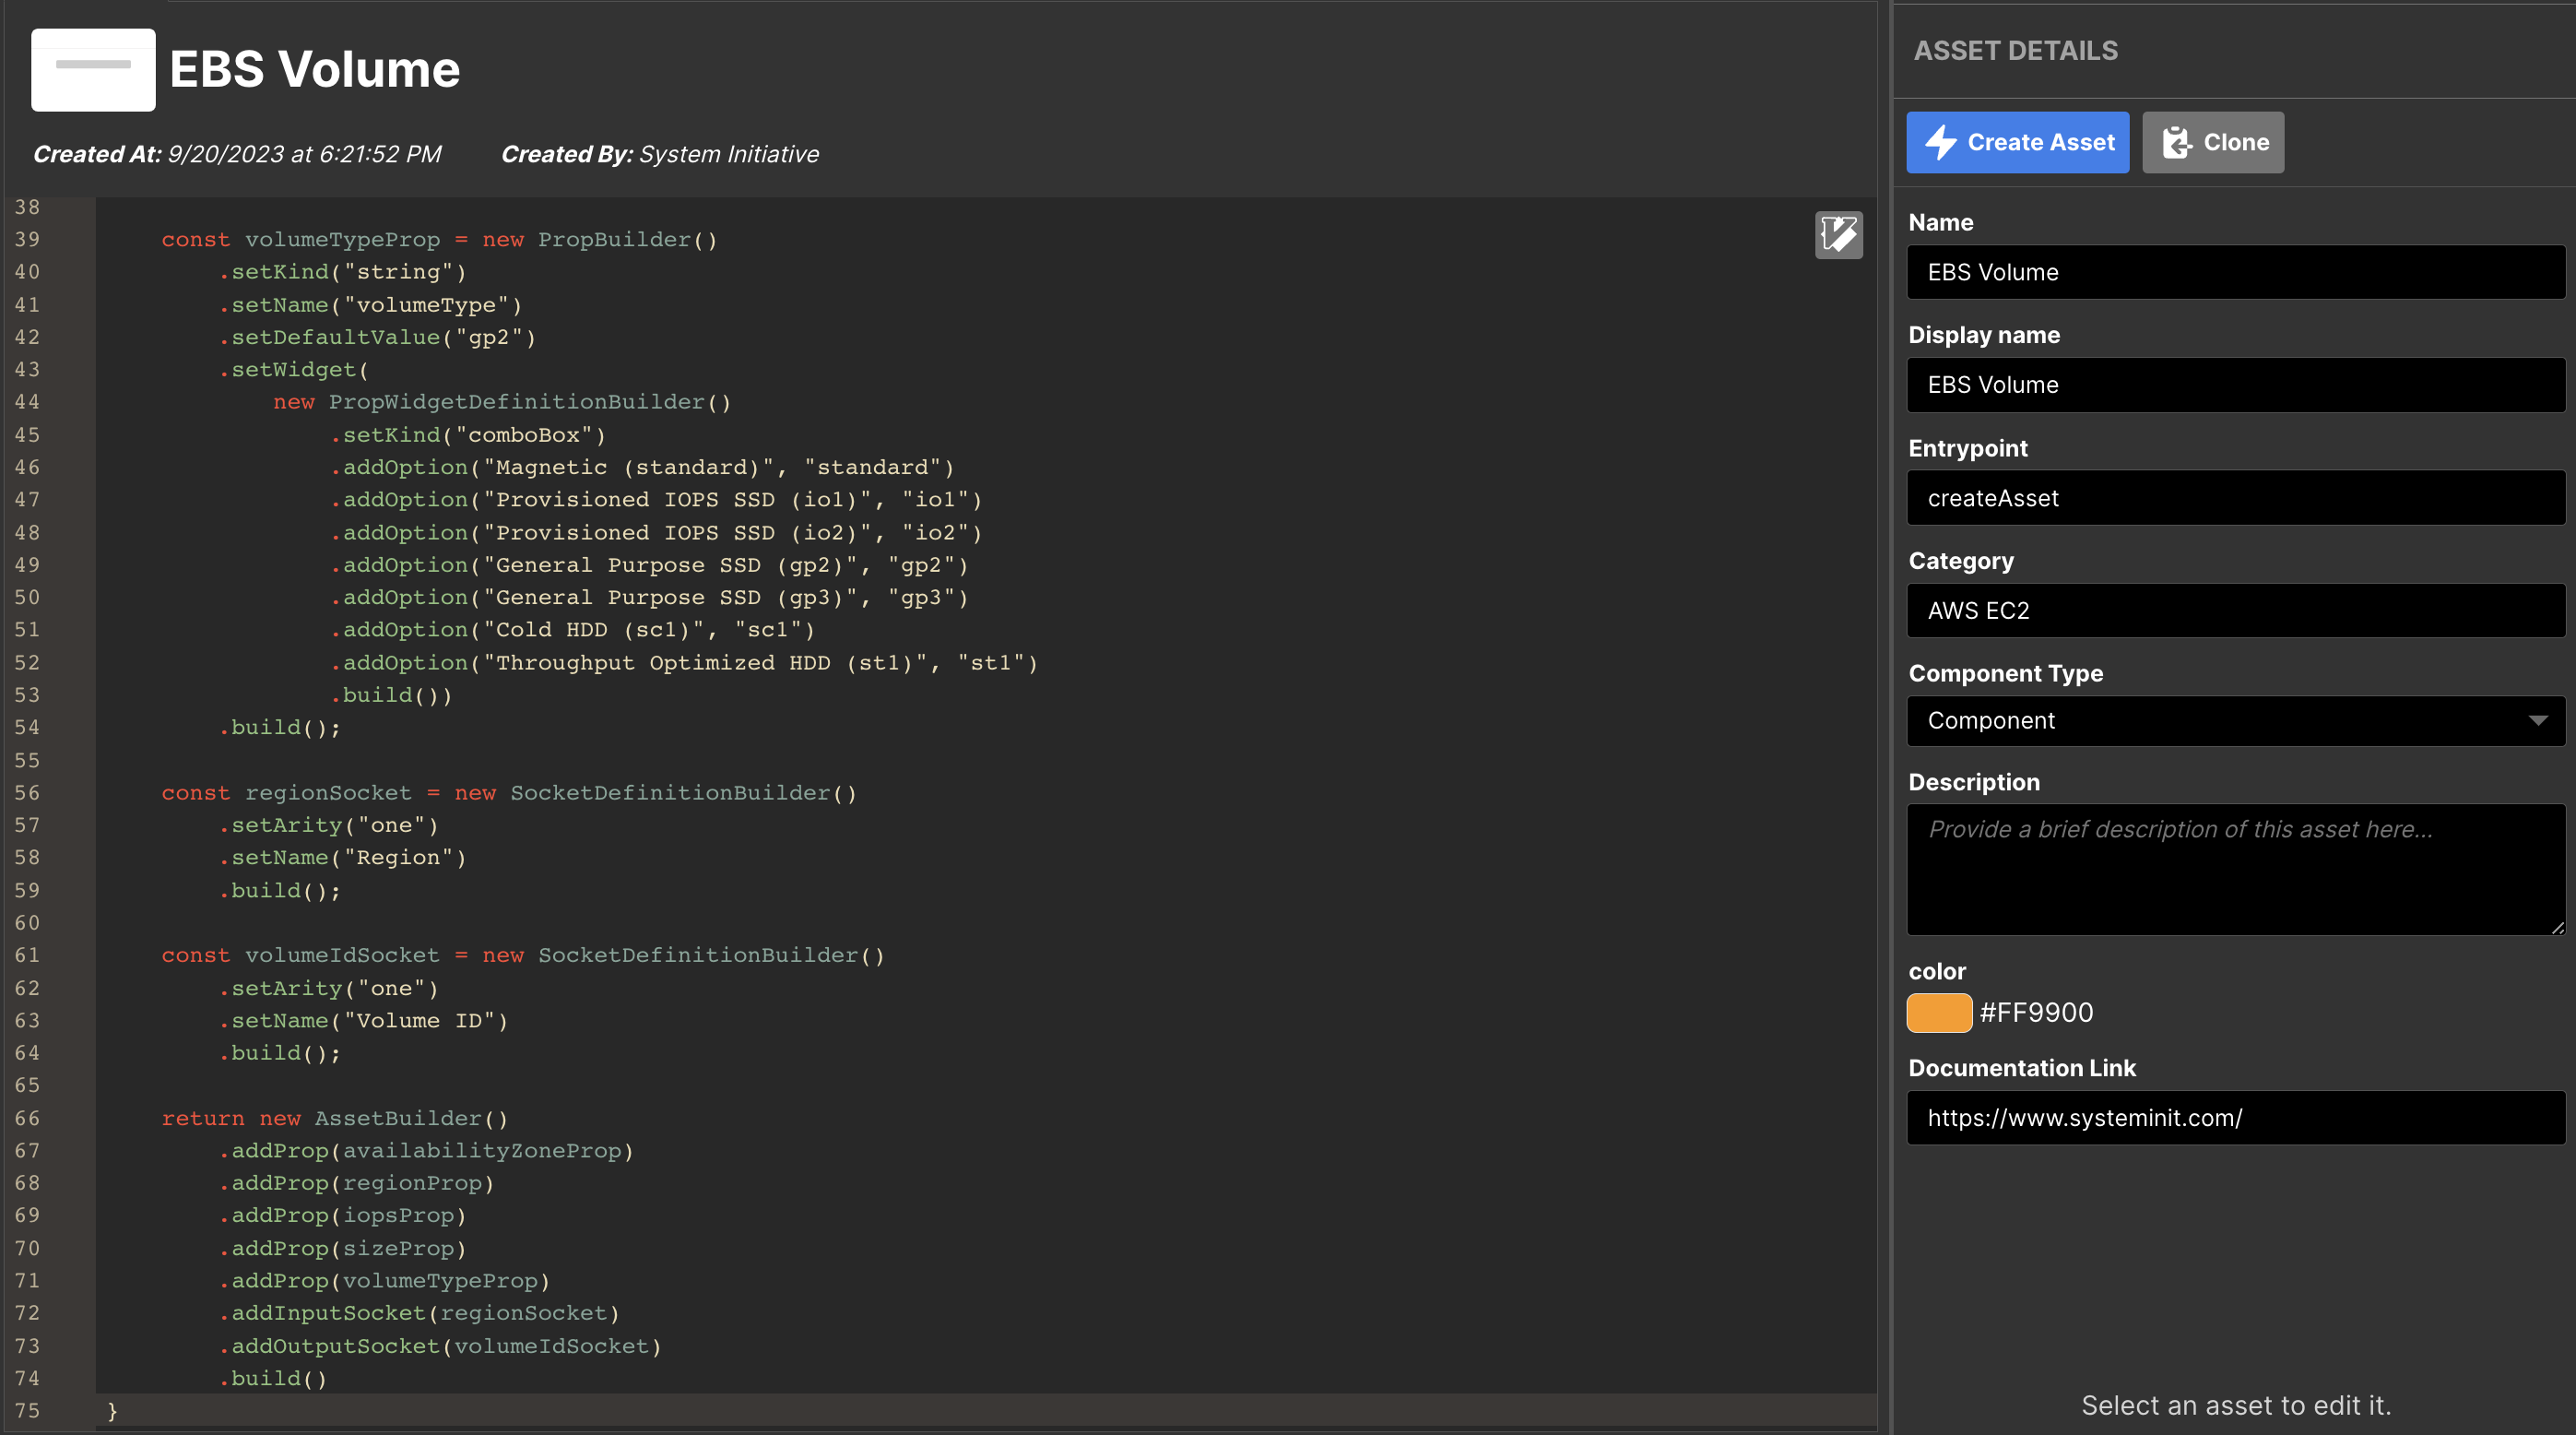 EBS Volume
Created At: 9/20/2023 at 6:21:52 PM Created By: System Initiative
38
39 const volumeTypeProp = new PropBuilder()
40 .setKind("string")
41 .setName("volumeType")
42 .setDefaultValue("gp2")
43 .setWidget(
44 new PropWidgetDefinitionBuilder()
45 .setKind("comboBox")
46 .addOption("Magnetic (standard)", "standard")
47 .addOption("Provisioned IOPS SSD (io1)", "io1")
48 .addOption("Provisioned IOPS SSD (io2)", "io2")
49 .addOption("General Purpose SSD (gp2)", "gp2")
50 .addOption("General Purpose SSD (gp3)", "gp3")
51 .addOption("Cold HDD (sc1)", "sc1")
52 .addOption("Throughput Optimized HDD (st1)", "st1")
53 .build())
54 .build();
55
56 const regionSocket = new SocketDefinitionBuilder()
57 .setArity("one")
58 .setName("Region")
59 .build();
60
61 const volumeIdSocket = new SocketDefinitionBuilder()
62 .setArity("one")
63 .setName("Volume ID")
64 .build();
65
66 return new AssetBuilder()
67 .addProp(availabilityZoneProp)
68 .addProp(regionProp)
69 .addProp(iopsProp)
70 .addProp(sizeProp)
71 .addProp(volumeTypeProp)
72 .addInputSocket(regionSocket)
73 .addOutputSocket(volumeIdSocket)
74 .build()
75 }
ASSET DETAILS
Create Asset Clone
Name
EBS Volume
Display name
EBS Volume
Entrypoint
createAsset
Category
AWS EC2
Component Type
Component
Description
Provide a brief description of this asset here...
color
#FF9900
Documentation Link
https://www.systeminit.com/
Select an asset to edit it.